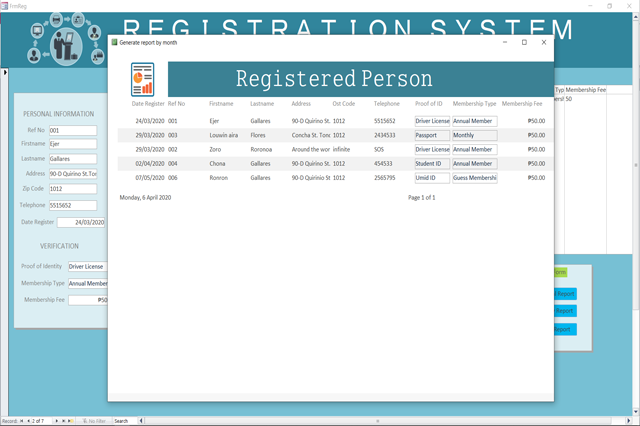 FrmReg
REGISTRATION SYSTEM
Generate report by month
Registered Person
Date Register Ref No Firstname Lastname Address Ost Code Telephone Proof of ID Membership Type Membership Fee
24/03/2020 001 Ejer Gallares 90-D Quirino St. 1012 5515652 Driver License Annual Member ₱50.00
29/03/2020 003 Louwin aira Flores Concha St. Tons 1012 2434533 Passport Monthly ₱50.00
29/03/2020 002 Zoro Roronoa Around the wor infinite SOS Driver License Annual Member ₱50.00
02/04/2020 004 Chona Gallares 90-D Quirino St. 1012 454533 Student ID Annual Member ₱50.00
07/05/2020 006 Ronron Gallares 90-D Quirinio St 1012 2565795 Umid ID Guess Membershi ₱50.00
Monday, 6 April 2020 Page 1 of 1
PERSONAL INFORMATION
Ref No 001
Firstname Ejer
Lastname Gallares
Address 90-D Quirino St.Ton
Zip Code 1012
Telephone 5515652
Date Register 24/03/2020
VERIFICATION
Proof of Identity Driver License
Membership Type Annual Member
Membership Fee ₱50
Typ Membership Fee
bers! 50
orm
l Report
Report
Report
Record: 2 of 7 No Filter Search